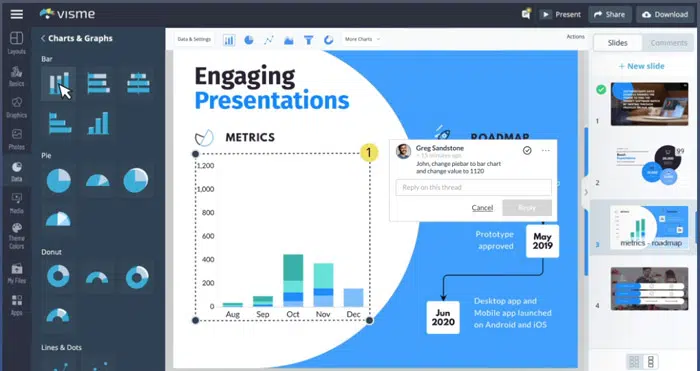 visme
Present
Share
Download
Layouts
Basics
Graphics
Photos
Data
Media
Theme
Colors
My Files
Apps
Charts & Graphs
Bar
Pie
Donut
Lines & Dots
Data & Settings
More Charts
Actions
Engaging
Presentations
METRICS
1
1,200
1,000
800
600
400
200
0
Aug
Sep
Oct
Nov
Dec
ROADMAP
Greg Sandstone
~ 15 minutes ago
John, change piebar to bar chart
and change value to 1120
Reply on this thread
Cancel
Reply
Prototype
approved
May
2019
Jun
2020
Desktop app and
Mobile app launched
on Android and iOS
Slides
Comments
+ New slide
2
3
metrics - roadmap
4